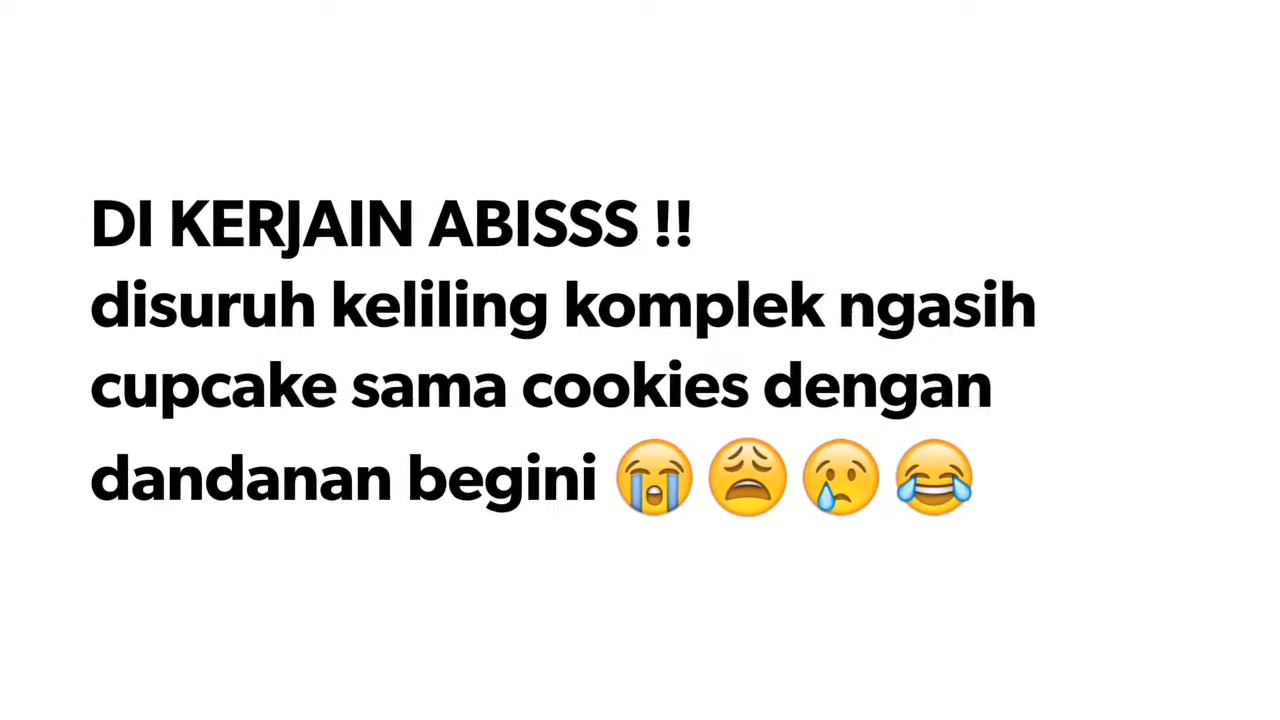 DI KERJAIN ABISSS !!
disuruh keliling komplek ngasih
cupcake sama cookies dengan
dandanan begini 😭😩😢😂